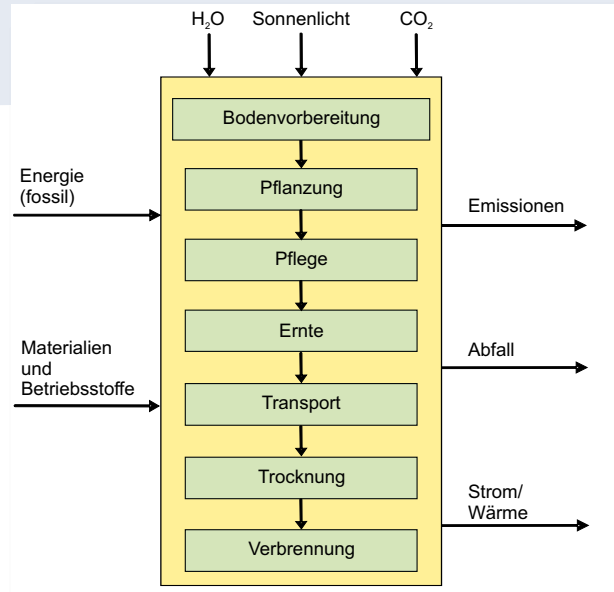 H₂O Sonnenlicht CO₂
Bodenvorbereitung
Energie
(fossil)
Pflanzung
Emissionen
Pflege
Ernte
Materialien
und
Betriebsstoffe
Abfall
Transport
Trocknung
Strom/
Wärme
Verbrennung